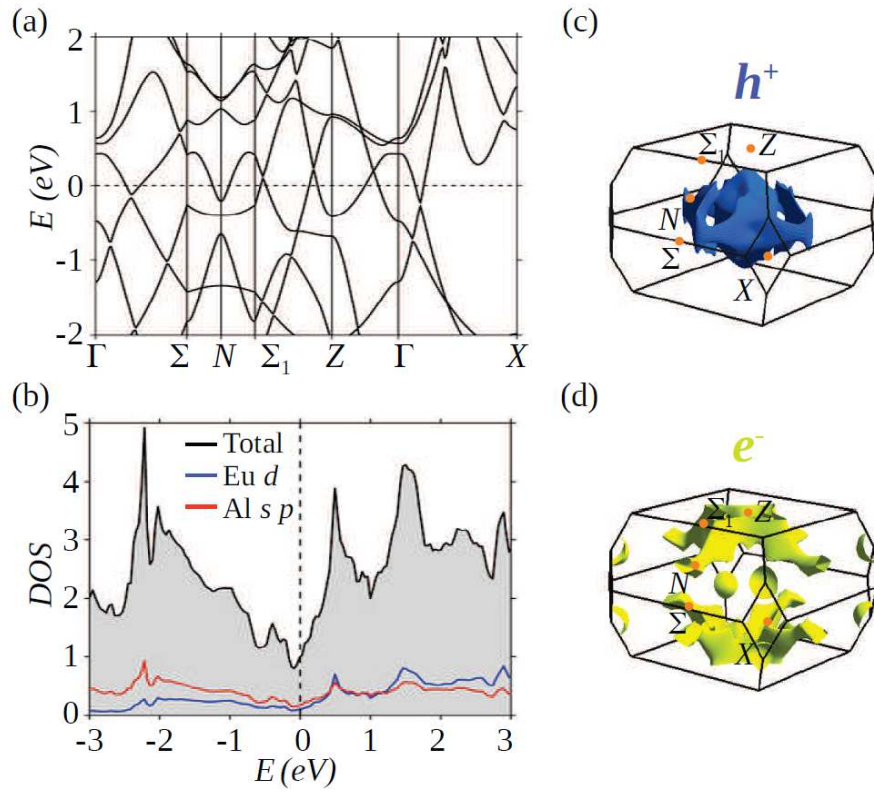 (a)
2
1
0
-1
-2
E (eV)
Γ Σ N Σ1 Z Γ X
(b)
5
4
3
2
1
0
DOS
Total
Eu d
Al s p
-3 -2 -1 0 1 2 3
E (eV)
(c)
h+
Σ1 Z
N
Σ
X
(d)
e-
Σ1 Z
N
Σ
X